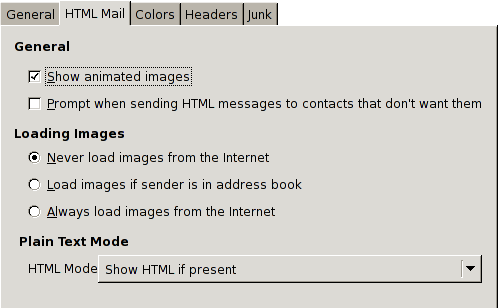 General HTML Mail Colors Headers Junk
General
Show animated images
Prompt when sending HTML messages to contacts that don't want them
Loading Images
Never load images from the Internet
Load images if sender is in address book
Always load images from the Internet
Plain Text Mode
HTML Mode Show HTML if present